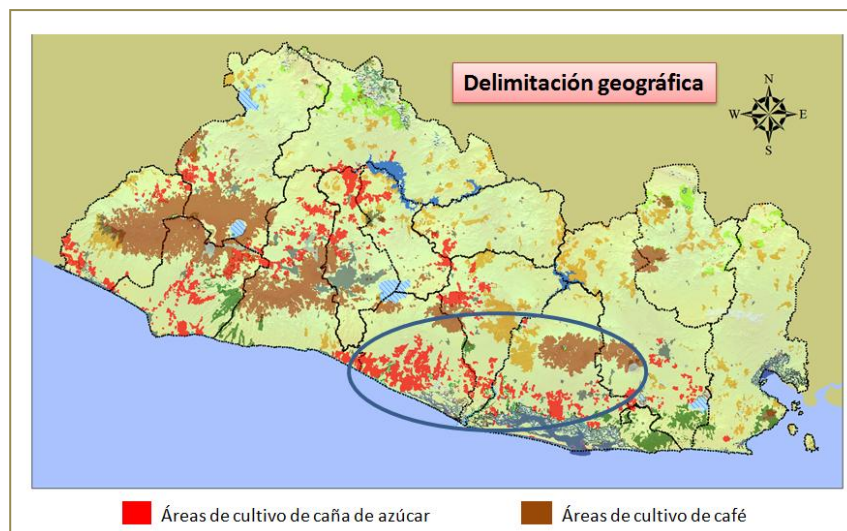 Delimitación geográfica
N
W E
S
Áreas de cultivo de caña de azúcar
Áreas de cultivo de café